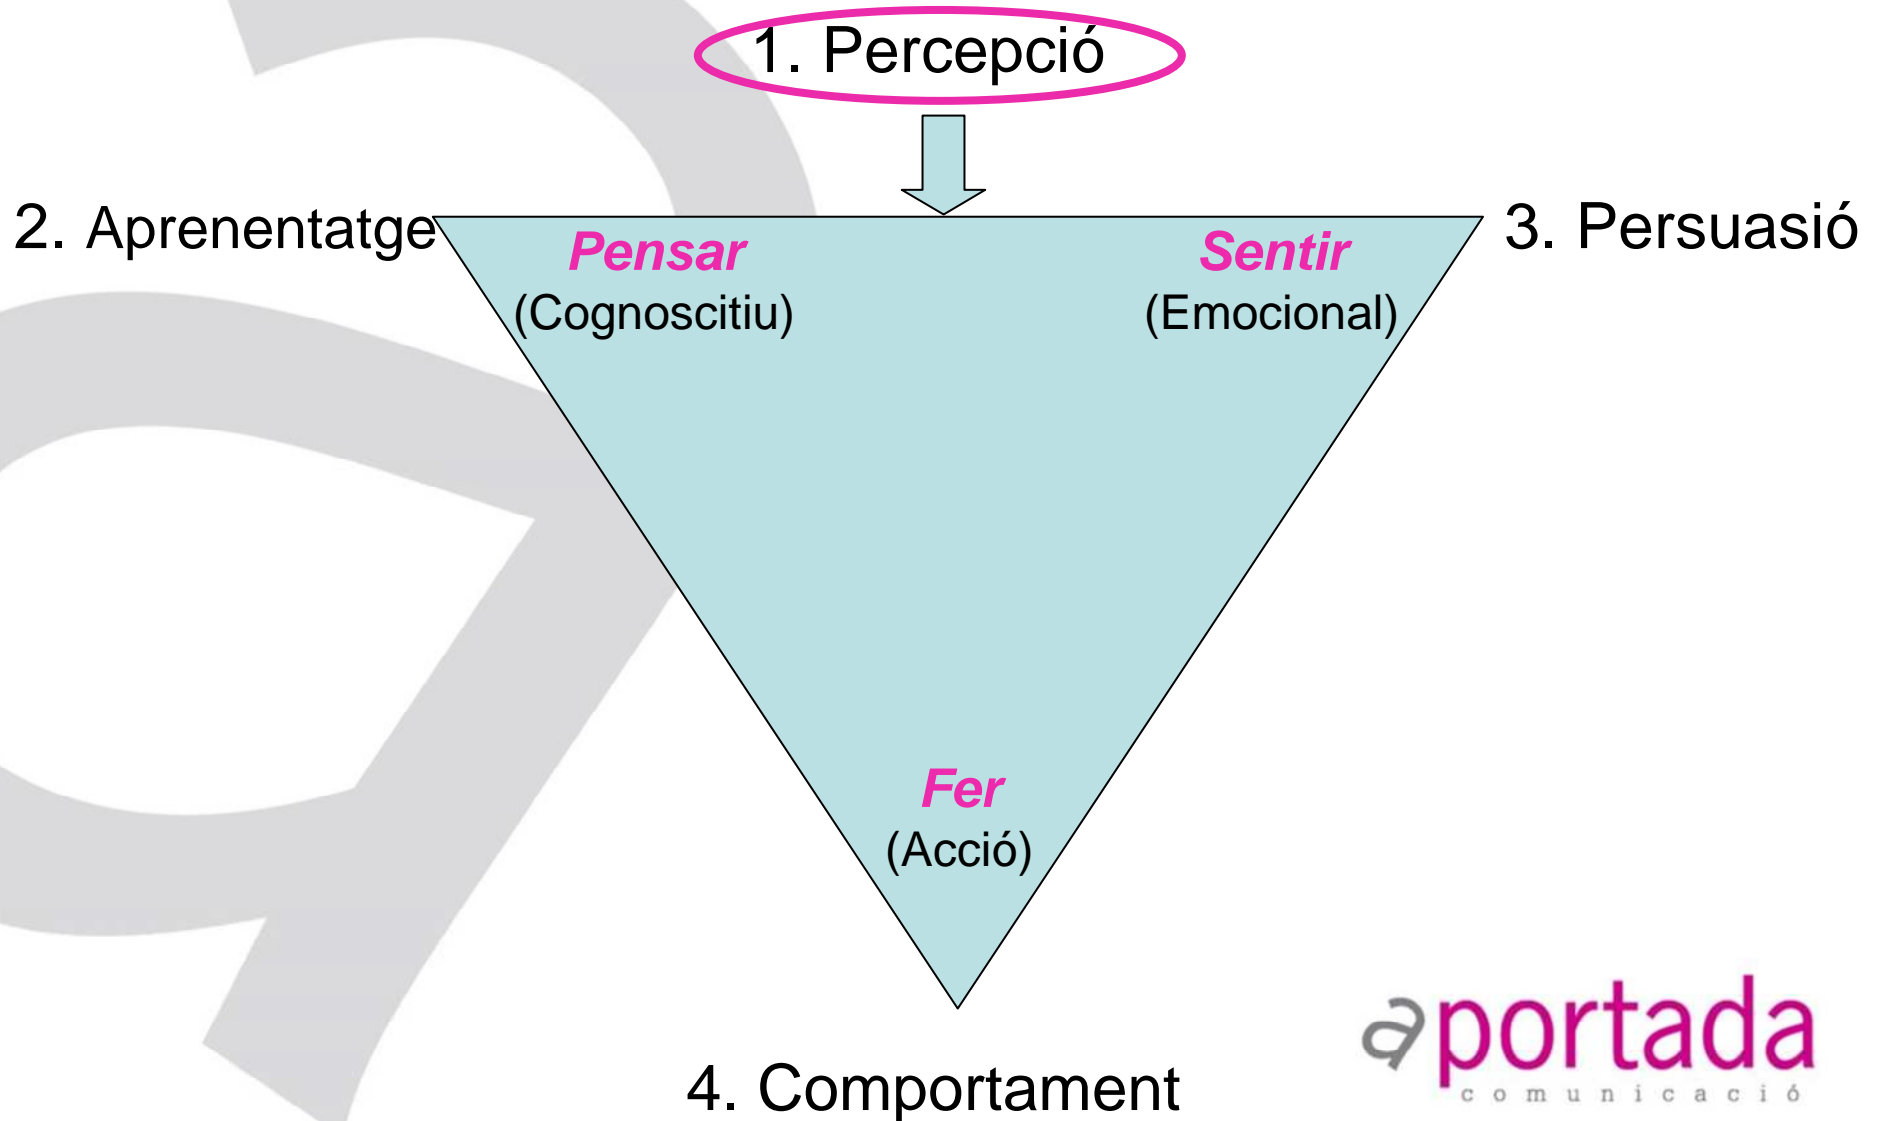 1. Percepció
2. Aprenentatge
3. Persuasió
Pensar
(Cognoscitiu)
Sentir
(Emocional)
Fer
(Acció)
4. Comportament
aportada
comunicació